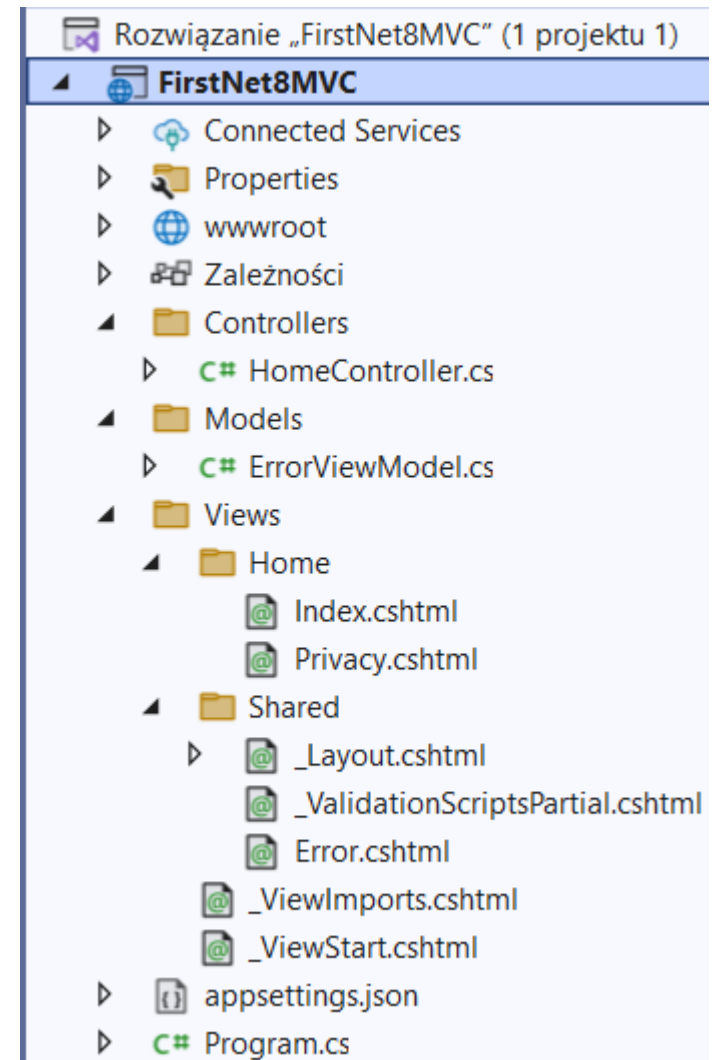 Rozwiązanie „FirstNet8MVC” (1 projektu 1)
FirstNet8MVC
Connected Services
Properties
wwwroot
Zależności
Controllers
C# HomeController.cs
Models
C# ErrorViewModel.cs
Views
Home
Index.cshtml
Privacy.cshtml
Shared
_Layout.cshtml
_ValidationScriptsPartial.cshtml
Error.cshtml
_ViewImports.cshtml
_ViewStart.cshtml
appsettings.json
C# Program.cs